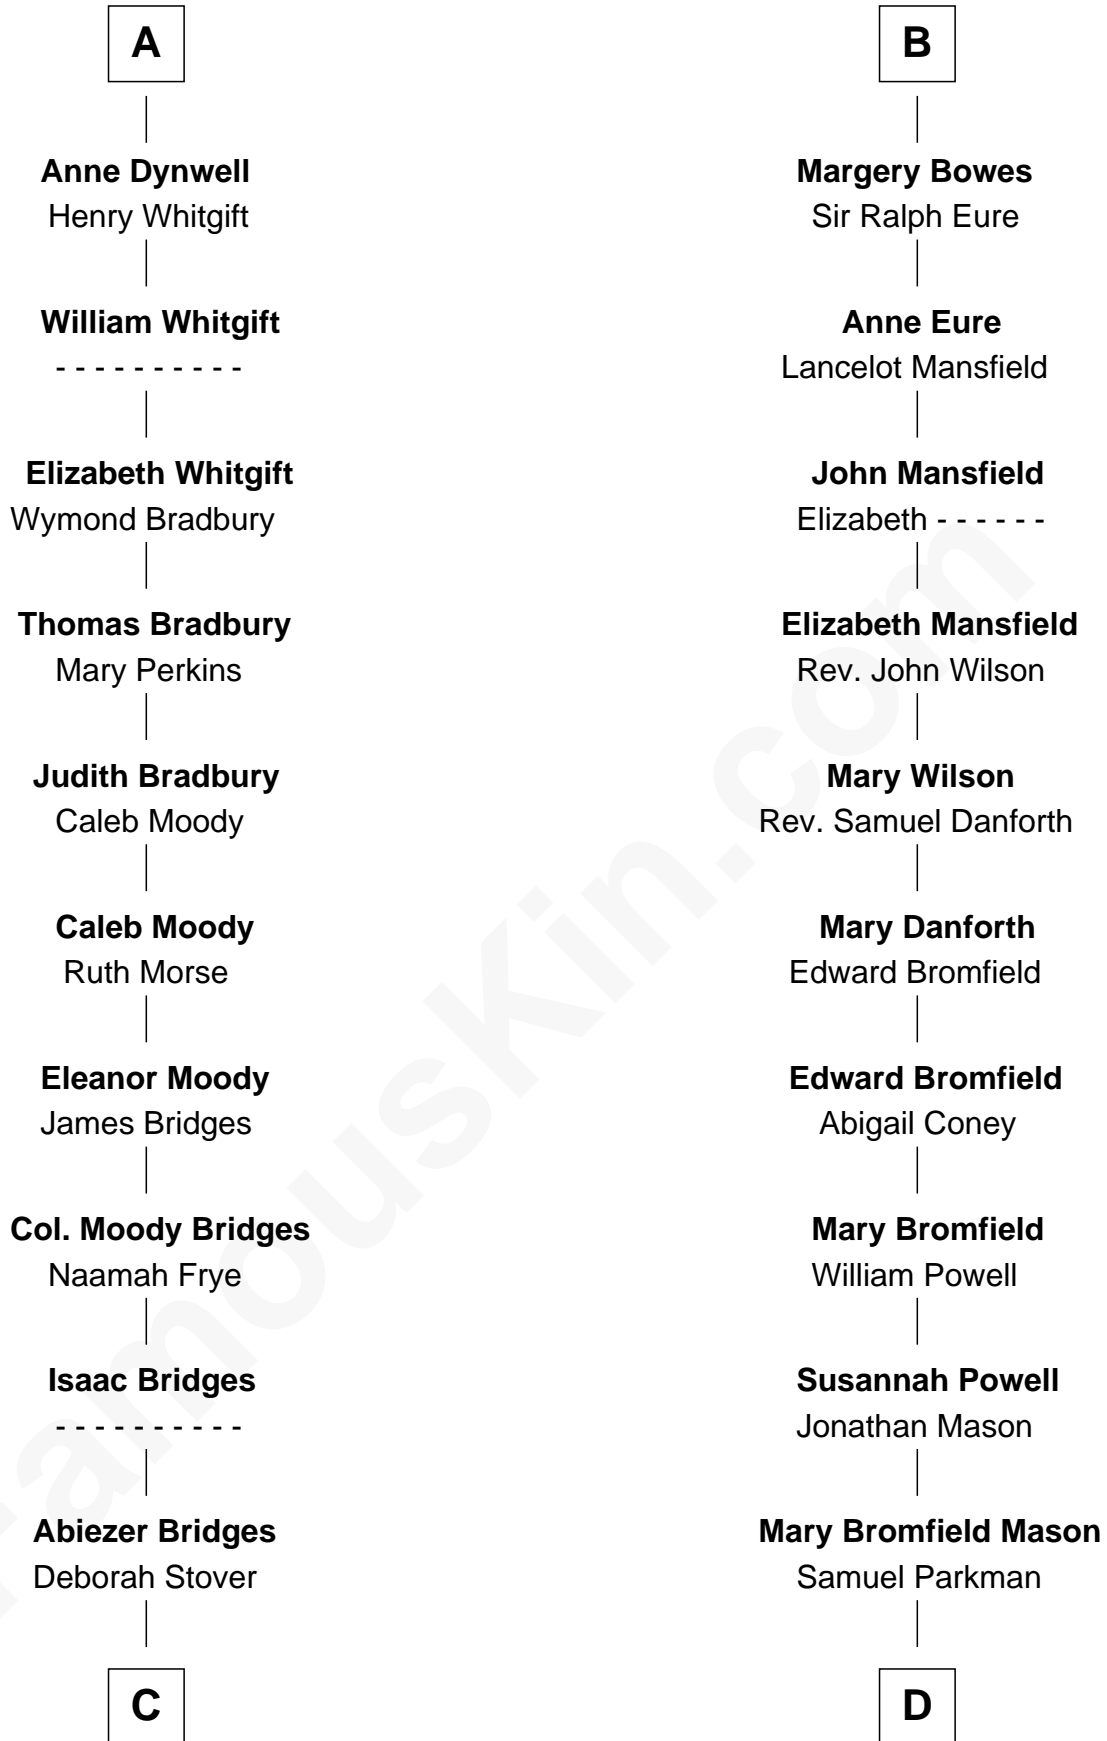 A
Anne Dynwell
Henry Whitgift
William Whitgift
- - - - - - - - - -
Elizabeth Whitgift
Wymond Bradbury
Thomas Bradbury
Mary Perkins
Judith Bradbury
Caleb Moody
Caleb Moody
Ruth Morse
Eleanor Moody
James Bridges
Col. Moody Bridges
Naamah Frye
Isaac Bridges
- - - - - - - - - -
Abiezer Bridges
Deborah Stover
C
B
Margery Bowes
Sir Ralph Eure
Anne Eure
Lancelot Mansfield
John Mansfield
Elizabeth - - - - - -
Elizabeth Mansfield
Rev. John Wilson
Mary Wilson
Rev. Samuel Danforth
Mary Danforth
Edward Bromfield
Edward Bromfield
Abigail Coney
Mary Bromfield
William Powell
Susannah Powell
Jonathan Mason
Mary Bromfield Mason
Samuel Parkman
D
FamousKin.com